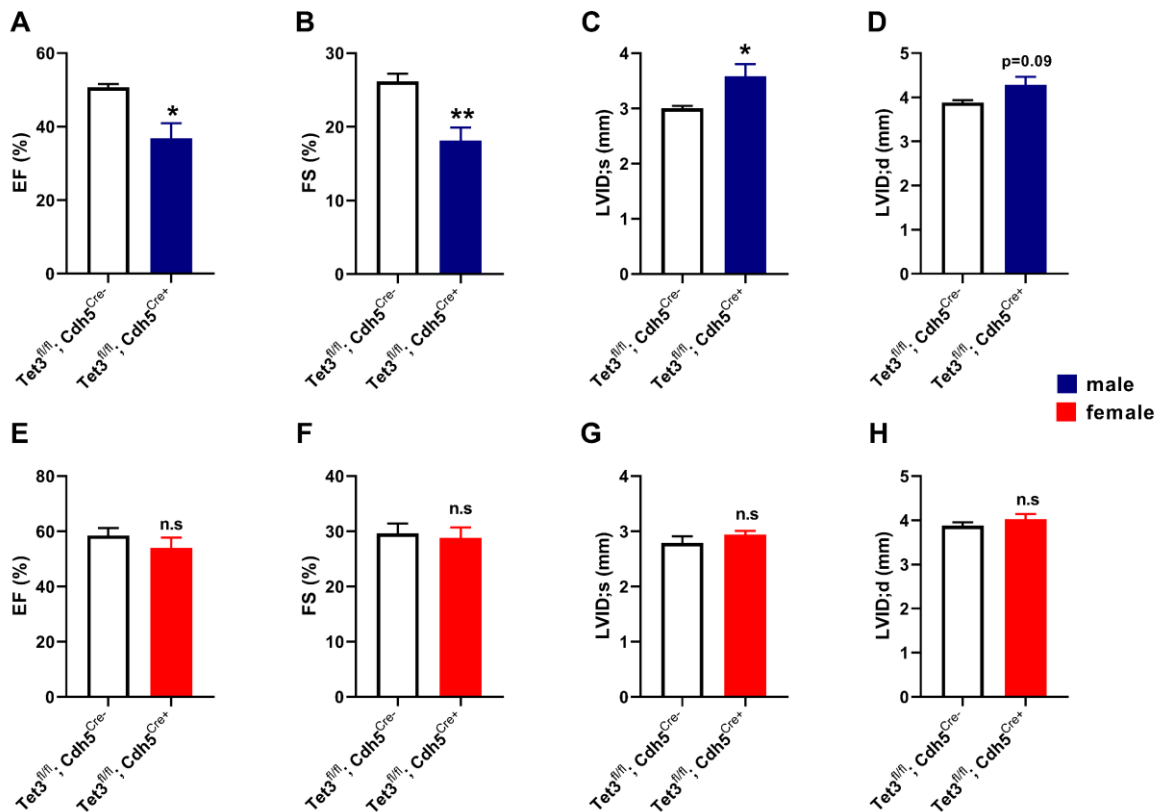 A
EF (%)
60
40
20
0
*
Tet3fl/fl; Cdh5Cre-
Tet3fl/fl; Cdh5Cre+
B
FS (%)
30
20
10
0
**
Tet3fl/fl; Cdh5Cre-
Tet3fl/fl; Cdh5Cre+
C
LVID;s (mm)
4
3
2
1
0
*
Tet3fl/fl; Cdh5Cre-
Tet3fl/fl; Cdh5Cre+
D
LVID;d (mm)
5
4
3
2
1
0
p=0.09
Tet3fl/fl; Cdh5Cre-
Tet3fl/fl; Cdh5Cre+
male
female
E
EF (%)
80
60
40
20
0
n.s
Tet3fl/fl; Cdh5Cre-
Tet3fl/fl; Cdh5Cre+
F
FS (%)
40
30
20
10
0
n.s
Tet3fl/fl; Cdh5Cre-
Tet3fl/fl; Cdh5Cre+
G
LVID;s (mm)
4
3
2
1
0
n.s
Tet3fl/fl; Cdh5Cre-
Tet3fl/fl; Cdh5Cre+
H
LVID;d (mm)
5
4
3
2
1
0
n.s
Tet3fl/fl; Cdh5Cre-
Tet3fl/fl; Cdh5Cre+